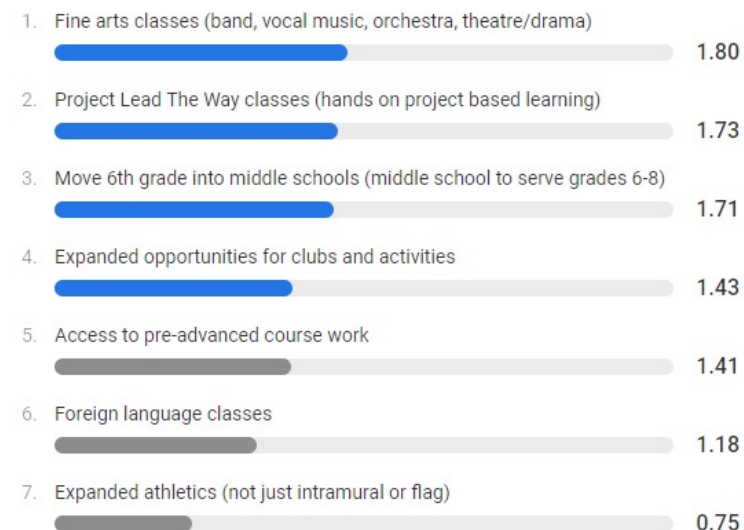 1. Fine arts classes (band, vocal music, orchestra, theatre/drama)
1.80
2. Project Lead The Way classes (hands on project based learning)
1.73
3. Move 6th grade into middle schools (middle school to serve grades 6-8)
1.71
4. Expanded opportunities for clubs and activities
1.43
5. Access to pre-advanced course work
1.41
6. Foreign language classes
1.18
7. Expanded athletics (not just intramural or flag)
0.75